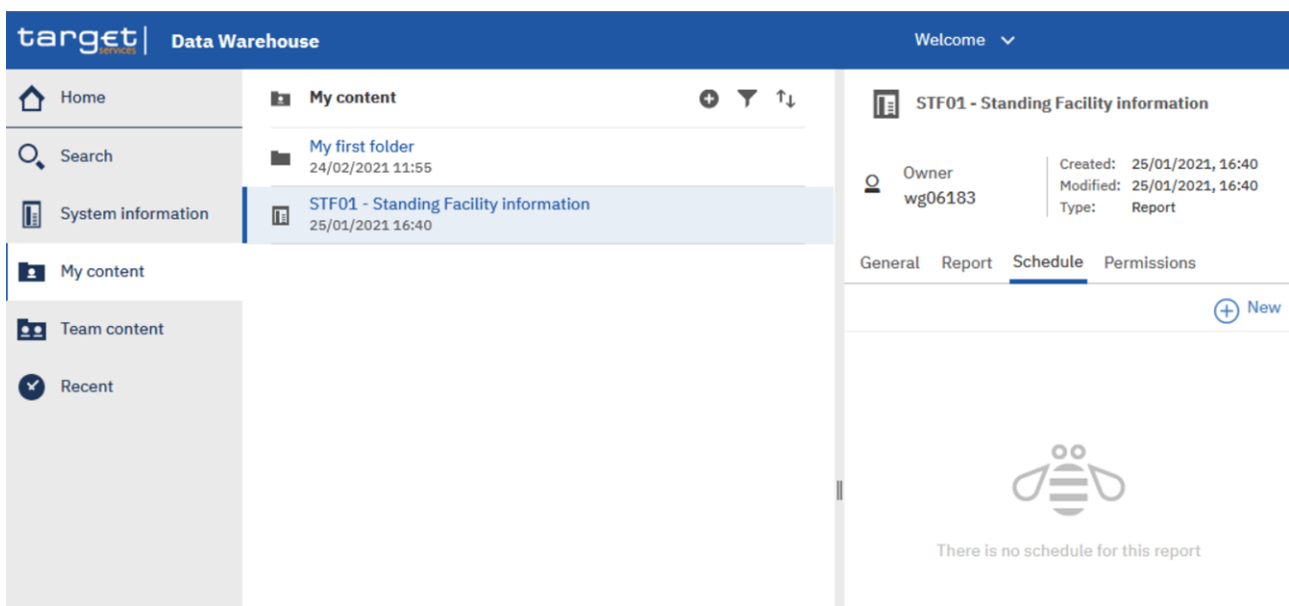 target
services
Data Warehouse
Welcome
Home
Search
System information
My content
Team content
Recent
My content
My first folder
24/02/2021 11:55
STF01 - Standing Facility information
25/01/2021 16:40
STF01 - Standing Facility information
Owner
wg06183
Created: 25/01/2021, 16:40
Modified: 25/01/2021, 16:40
Type: Report
General Report Schedule Permissions
New
There is no schedule for this report